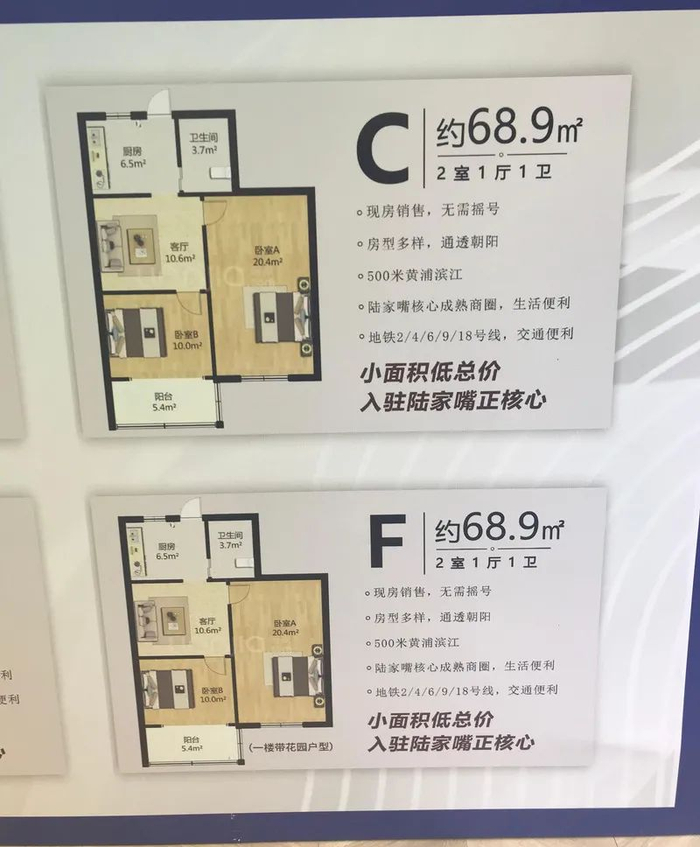 厨房
6.5m²
卫生间
3.7m²
客厅
10.6m²
卧室A
20.4m²
卧室B
10.0m²
阳台
5.4m²
C
约68.9㎡
2室1厅1卫
现房销售，无需摇号
房型多样，通透朝阳
500米黄浦滨江
陆家嘴核心成熟商圈，生活便利
地铁2/4/6/9/18号线，交通便利
小面积低总价
入驻陆家嘴正核心
厨房
6.5m²
卫生间
3.7m²
客厅
10.6m²
卧室A
20.4m²
卧室B
10.0m²
阳台
5.4m²
(一楼带花园户型)
F
约68.9㎡
2室1厅1卫
现房销售，无需摇号
房型多样，通透朝阳
500米黄浦滨江
陆家嘴核心成熟商圈，生活便利
地铁2/4/6/9/18号线，交通便利
小面积低总价
入驻陆家嘴正核心
利
便利